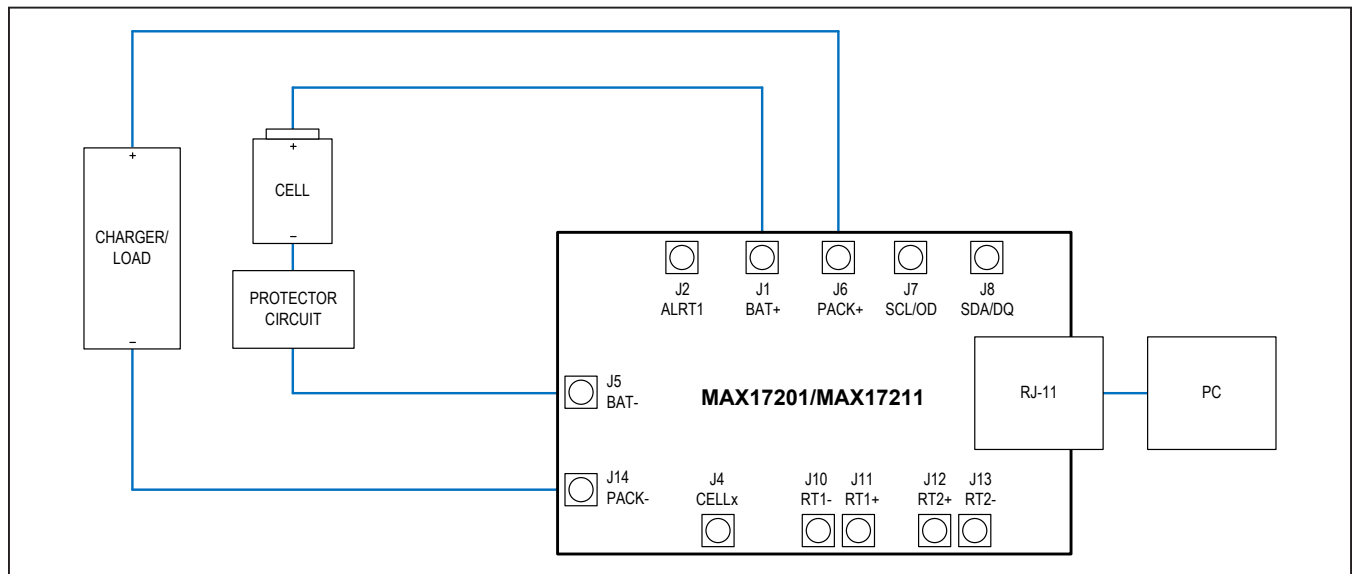 +
CELL
−
+
CHARGER/
LOAD
−
PROTECTOR
CIRCUIT
J2
ALRT1
J1
BAT+
J6
PACK+
J7
SCL/OD
J8
SDA/DQ
J5
BAT-
MAX17201/MAX17211
RJ-11
PC
J14
PACK-
J4
CELLx
J10
RT1-
J11
RT1+
J12
RT2+
J13
RT2-